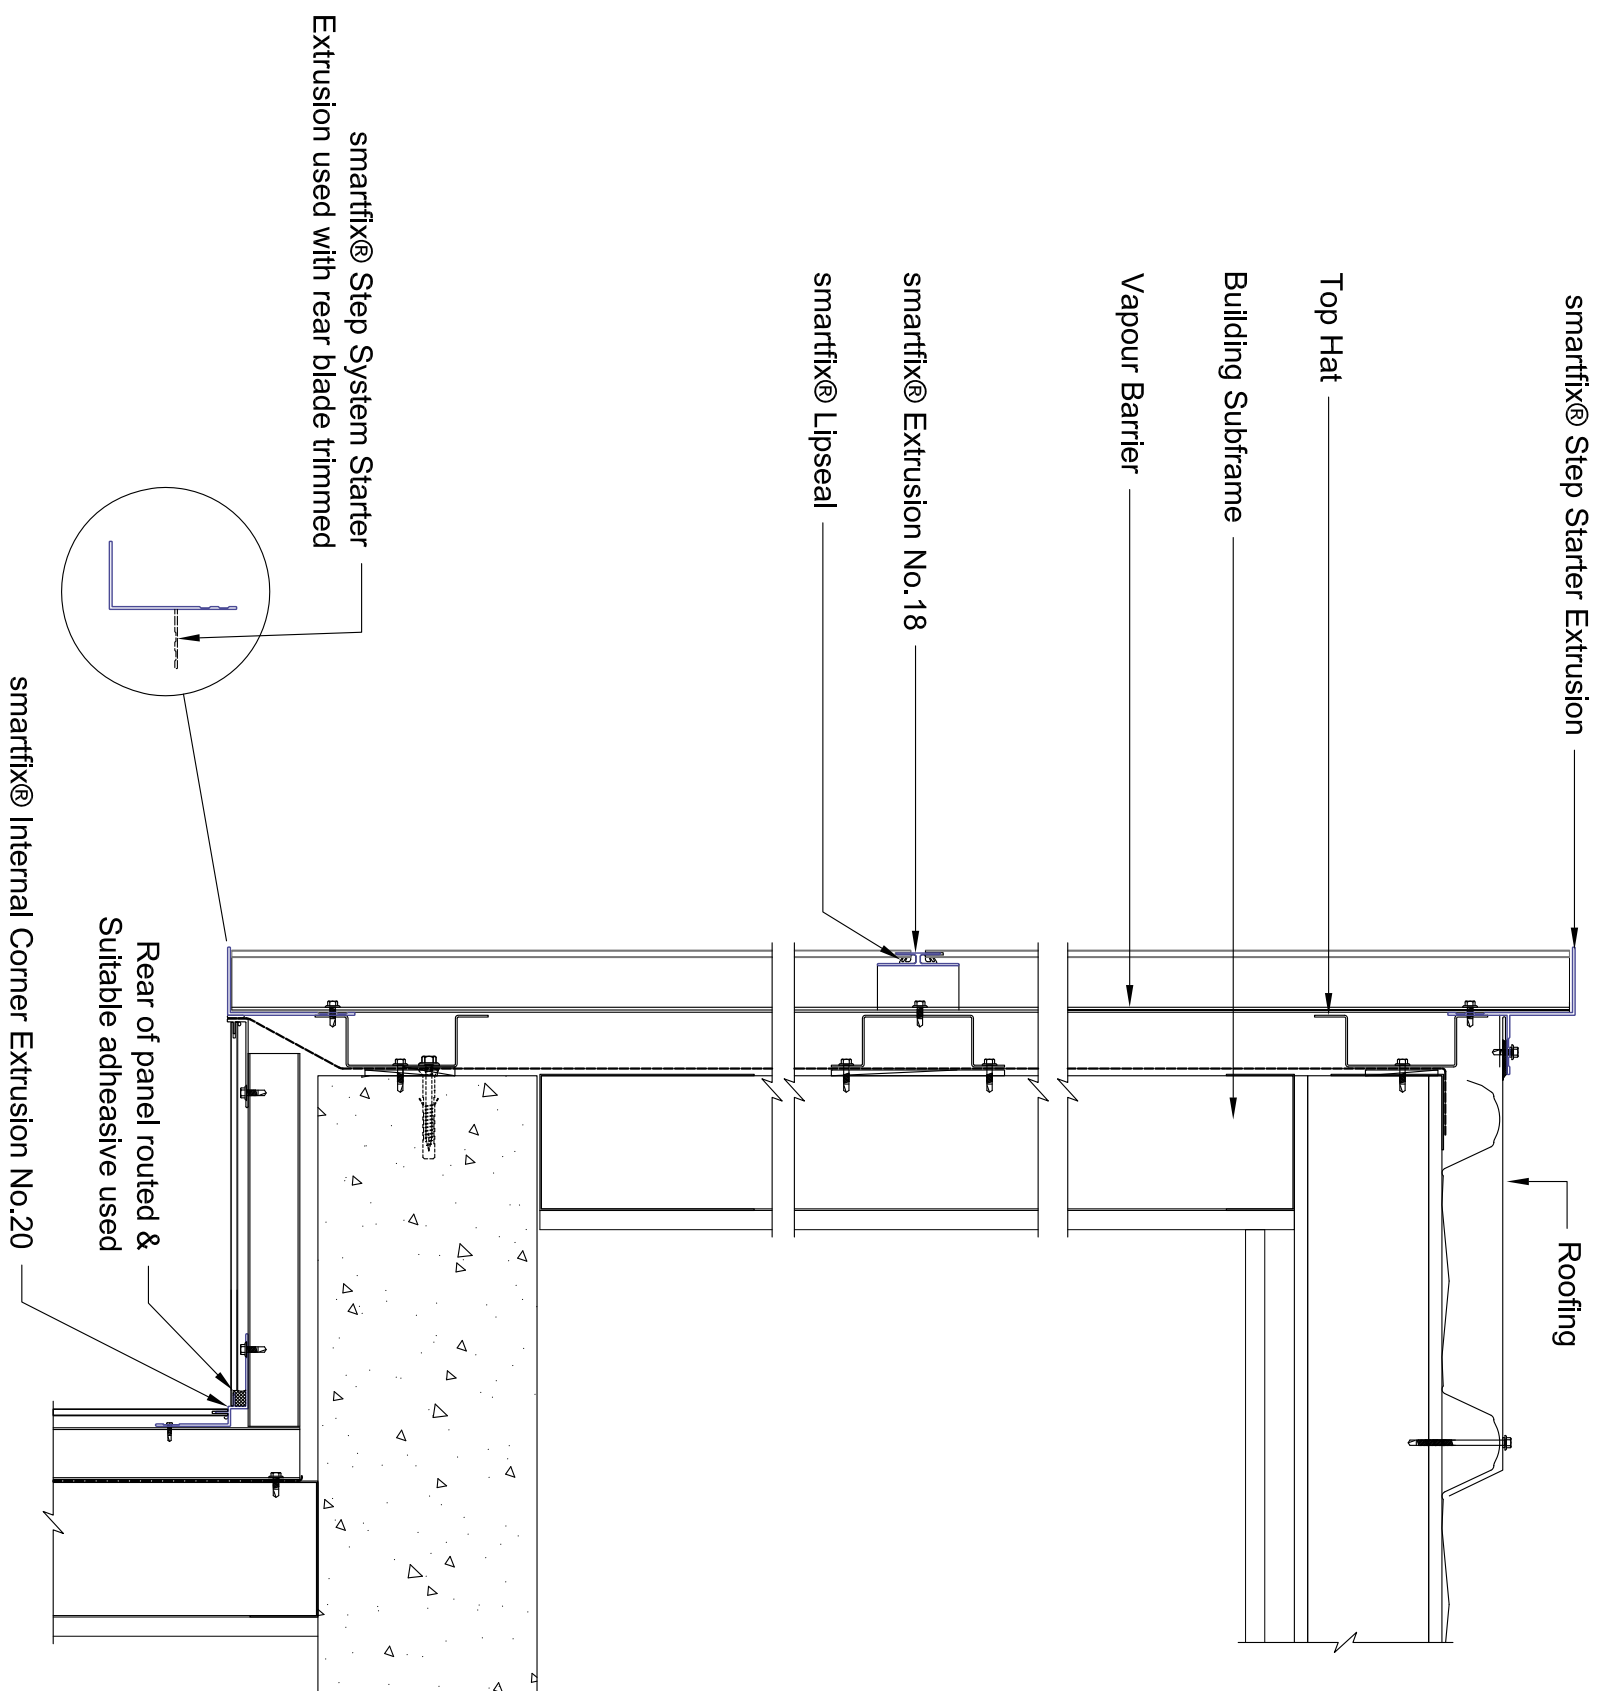 smartfix® Step Starter Extrusion
Roofing
Top Hat
Building Subframe
Vapour Barrier
smartfix® Extrusion No.18
smartfix® Lipseal
smartfix® Step System Starter
Extrusion used with rear blade trimmed
Rear of panel routed &
Suitable adheasive used
smartfix® Internal Corner Extrusion No.20